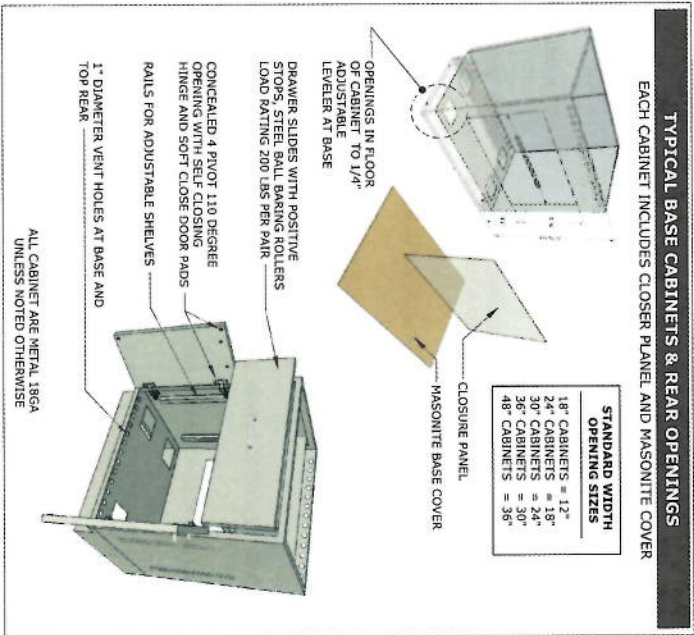 TYPICAL BASE CABINETS & REAR OPENINGS
EACH CABINET INCLUDES CLOSER PLANEL AND MASONITE COVER
STANDARD WIDTH
OPENING SIZES
18" CABINETS = 12"
24" CABINETS = 18"
30" CABINETS = 24"
36" CABINETS = 30"
48" CABINETS = 36"
OPENINGS IN FLOOR
OF CABINET TO 1/4"
ADJUSTABLE
LEVELER AT BASE
CLOSURE PANEL
MASONITE BASE COVER
DRAWER SLIDES WITH POSITIVE
STOPS, STEEL BALL BARING ROLLERS
LOAD RATING 200 LBS PER PAIR
CONCEALED 4 PIVOT 110 DEGREE
OPENING WITH SELF CLOSING
HINGE AND SOFT CLOSE DOOR PADS
RAILS FOR ADJUSTABLE SHELVES
1" DIAMETER VENT HOLES AT BASE AND
TOP REAR
ALL CABINET ARE METAL 18GA
UNLESS NOTED OTHERWISE